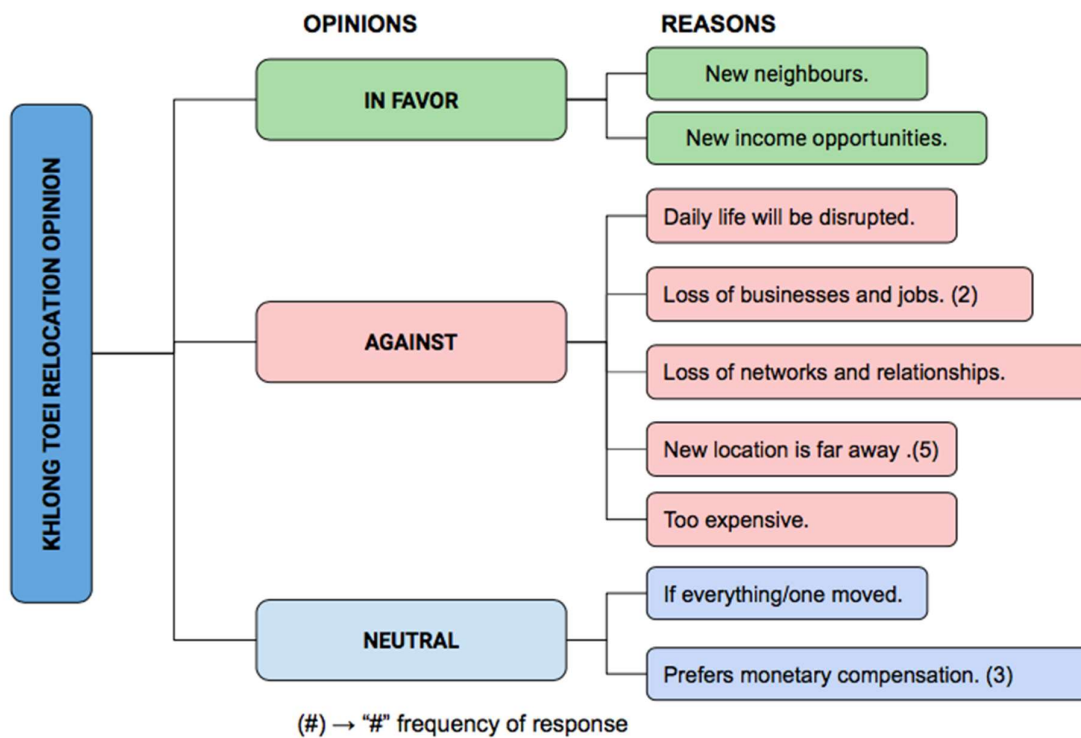 OPINIONS
REASONS
KHLONG TOEI RELOCATION OPINION
IN FAVOR
New neighbours.
New income opportunities.
AGAINST
Daily life will be disrupted.
Loss of businesses and jobs. (2)
Loss of networks and relationships.
New location is far away .(5)
Too expensive.
NEUTRAL
If everything/one moved.
Prefers monetary compensation. (3)
(#) → “#” frequency of response